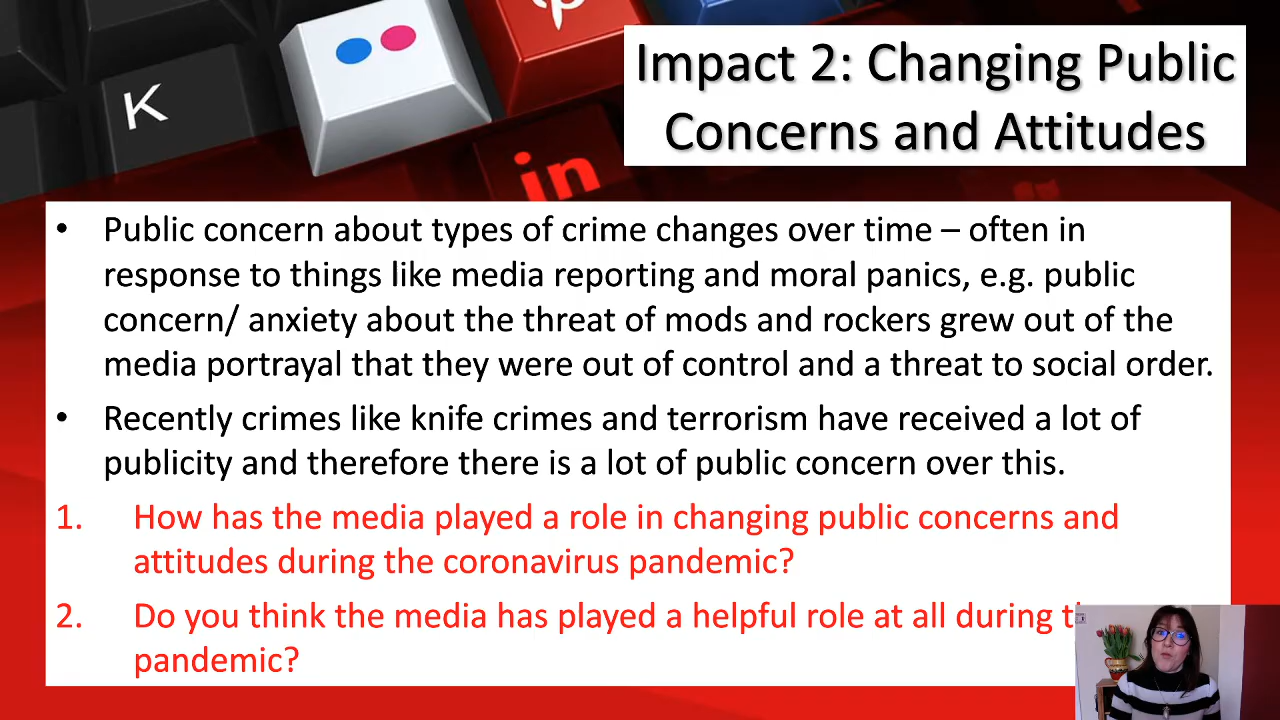 K
in
Impact 2: Changing Public
Concerns and Attitudes
• Public concern about types of crime changes over time – often in
response to things like media reporting and moral panics, e.g. public
concern/ anxiety about the threat of mods and rockers grew out of the
media portrayal that they were out of control and a threat to social order.
• Recently crimes like knife crimes and terrorism have received a lot of
publicity and therefore there is a lot of public concern over this.
1. How has the media played a role in changing public concerns and
attitudes during the coronavirus pandemic?
2. Do you think the media has played a helpful role at all during
pandemic?